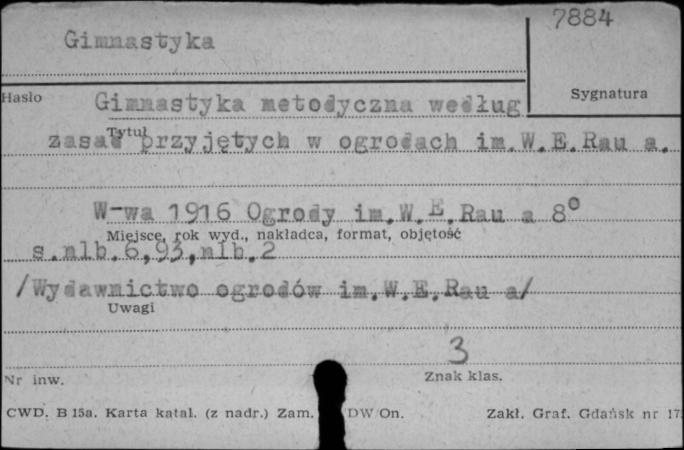 7884
Gimnastyka
Hasło
Sygnatura
Gimnastyka metodyczna według
Tytuł
zasad przyjętych w ogrodach im.W.E.Rau a.
W-wa 1916 Ogrody im.W.E.Rau a 8°
Miejsce, rok wyd., nakładca, format, objętość
s.nlb.6,93,nlb.2
/Wydawnictwo ogrodów im.W.E.Rau a/
Uwagi
3
Nr inw.
Znak klas.
CWD. B 15a. Karta katal. (z nadr.) Zam. DW/On. Zakł. Graf. Gdańsk nr 17